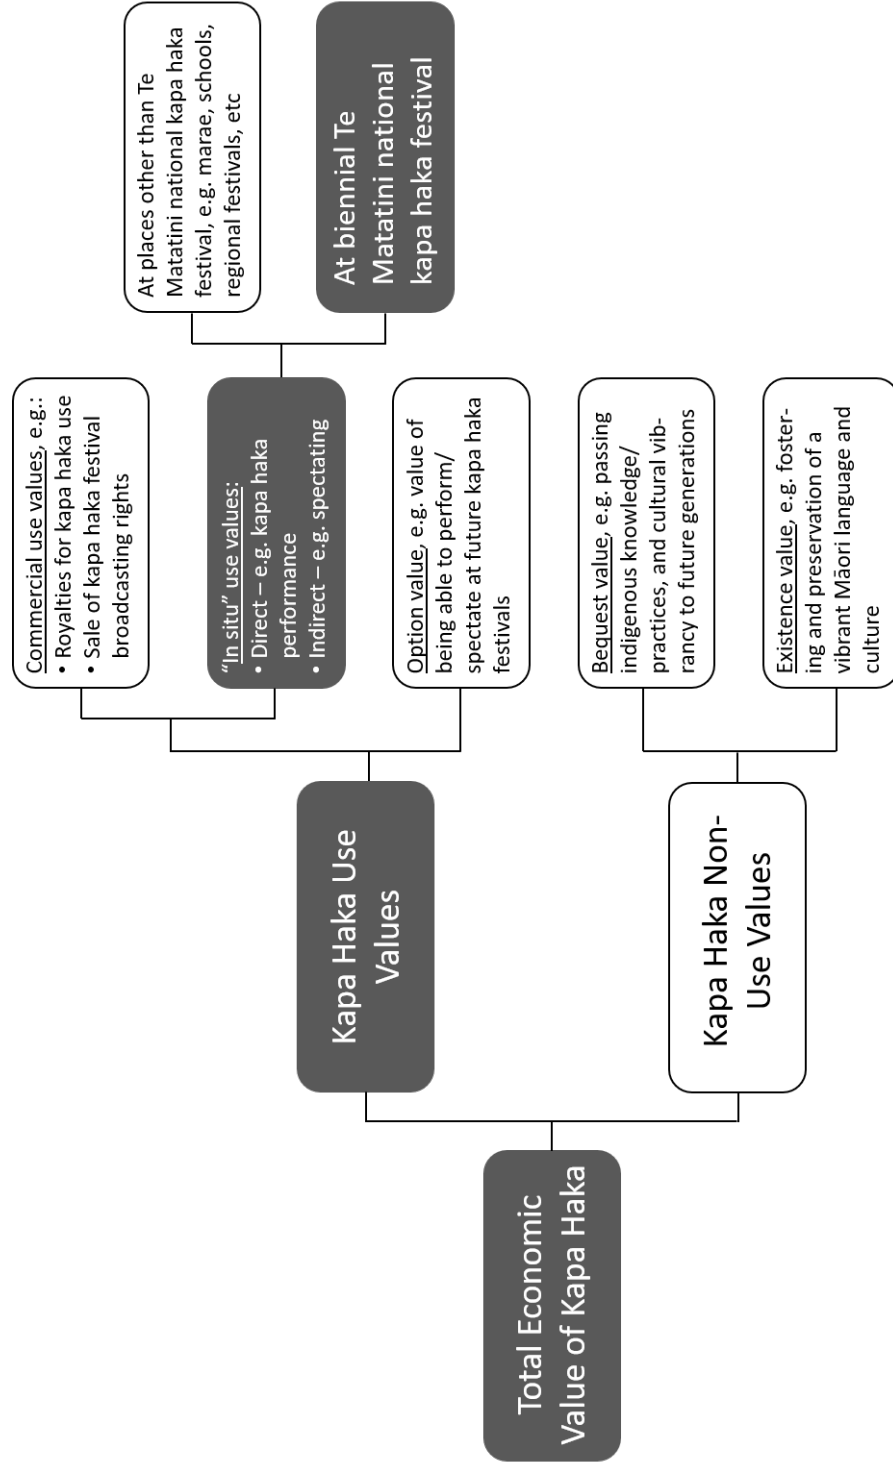 Total Economic
Value of Kapa Haka
Kapa Haka Use
Values
Kapa Haka Non-
Use Values
Commercial use values, e.g.:
• Royalties for kapa haka use
• Sale of kapa haka festival
broadcasting rights
“In situ” use values:
• Direct – e.g. kapa haka
performance
• Indirect – e.g. spectating
Option value, e.g. value of
being able to perform/
spectate at future kapa haka
festivals
Bequest value, e.g. passing
indigenous knowledge/
practices, and cultural vib-
rancy to future generations
Existence value, e.g. foster-
ing and preservation of a
vibrant Māori language and
culture
At places other than Te
Matatini national kapa haka
festival, e.g. marae, schools,
regional festivals, etc
At biennial Te
Matatini national
kapa haka festival